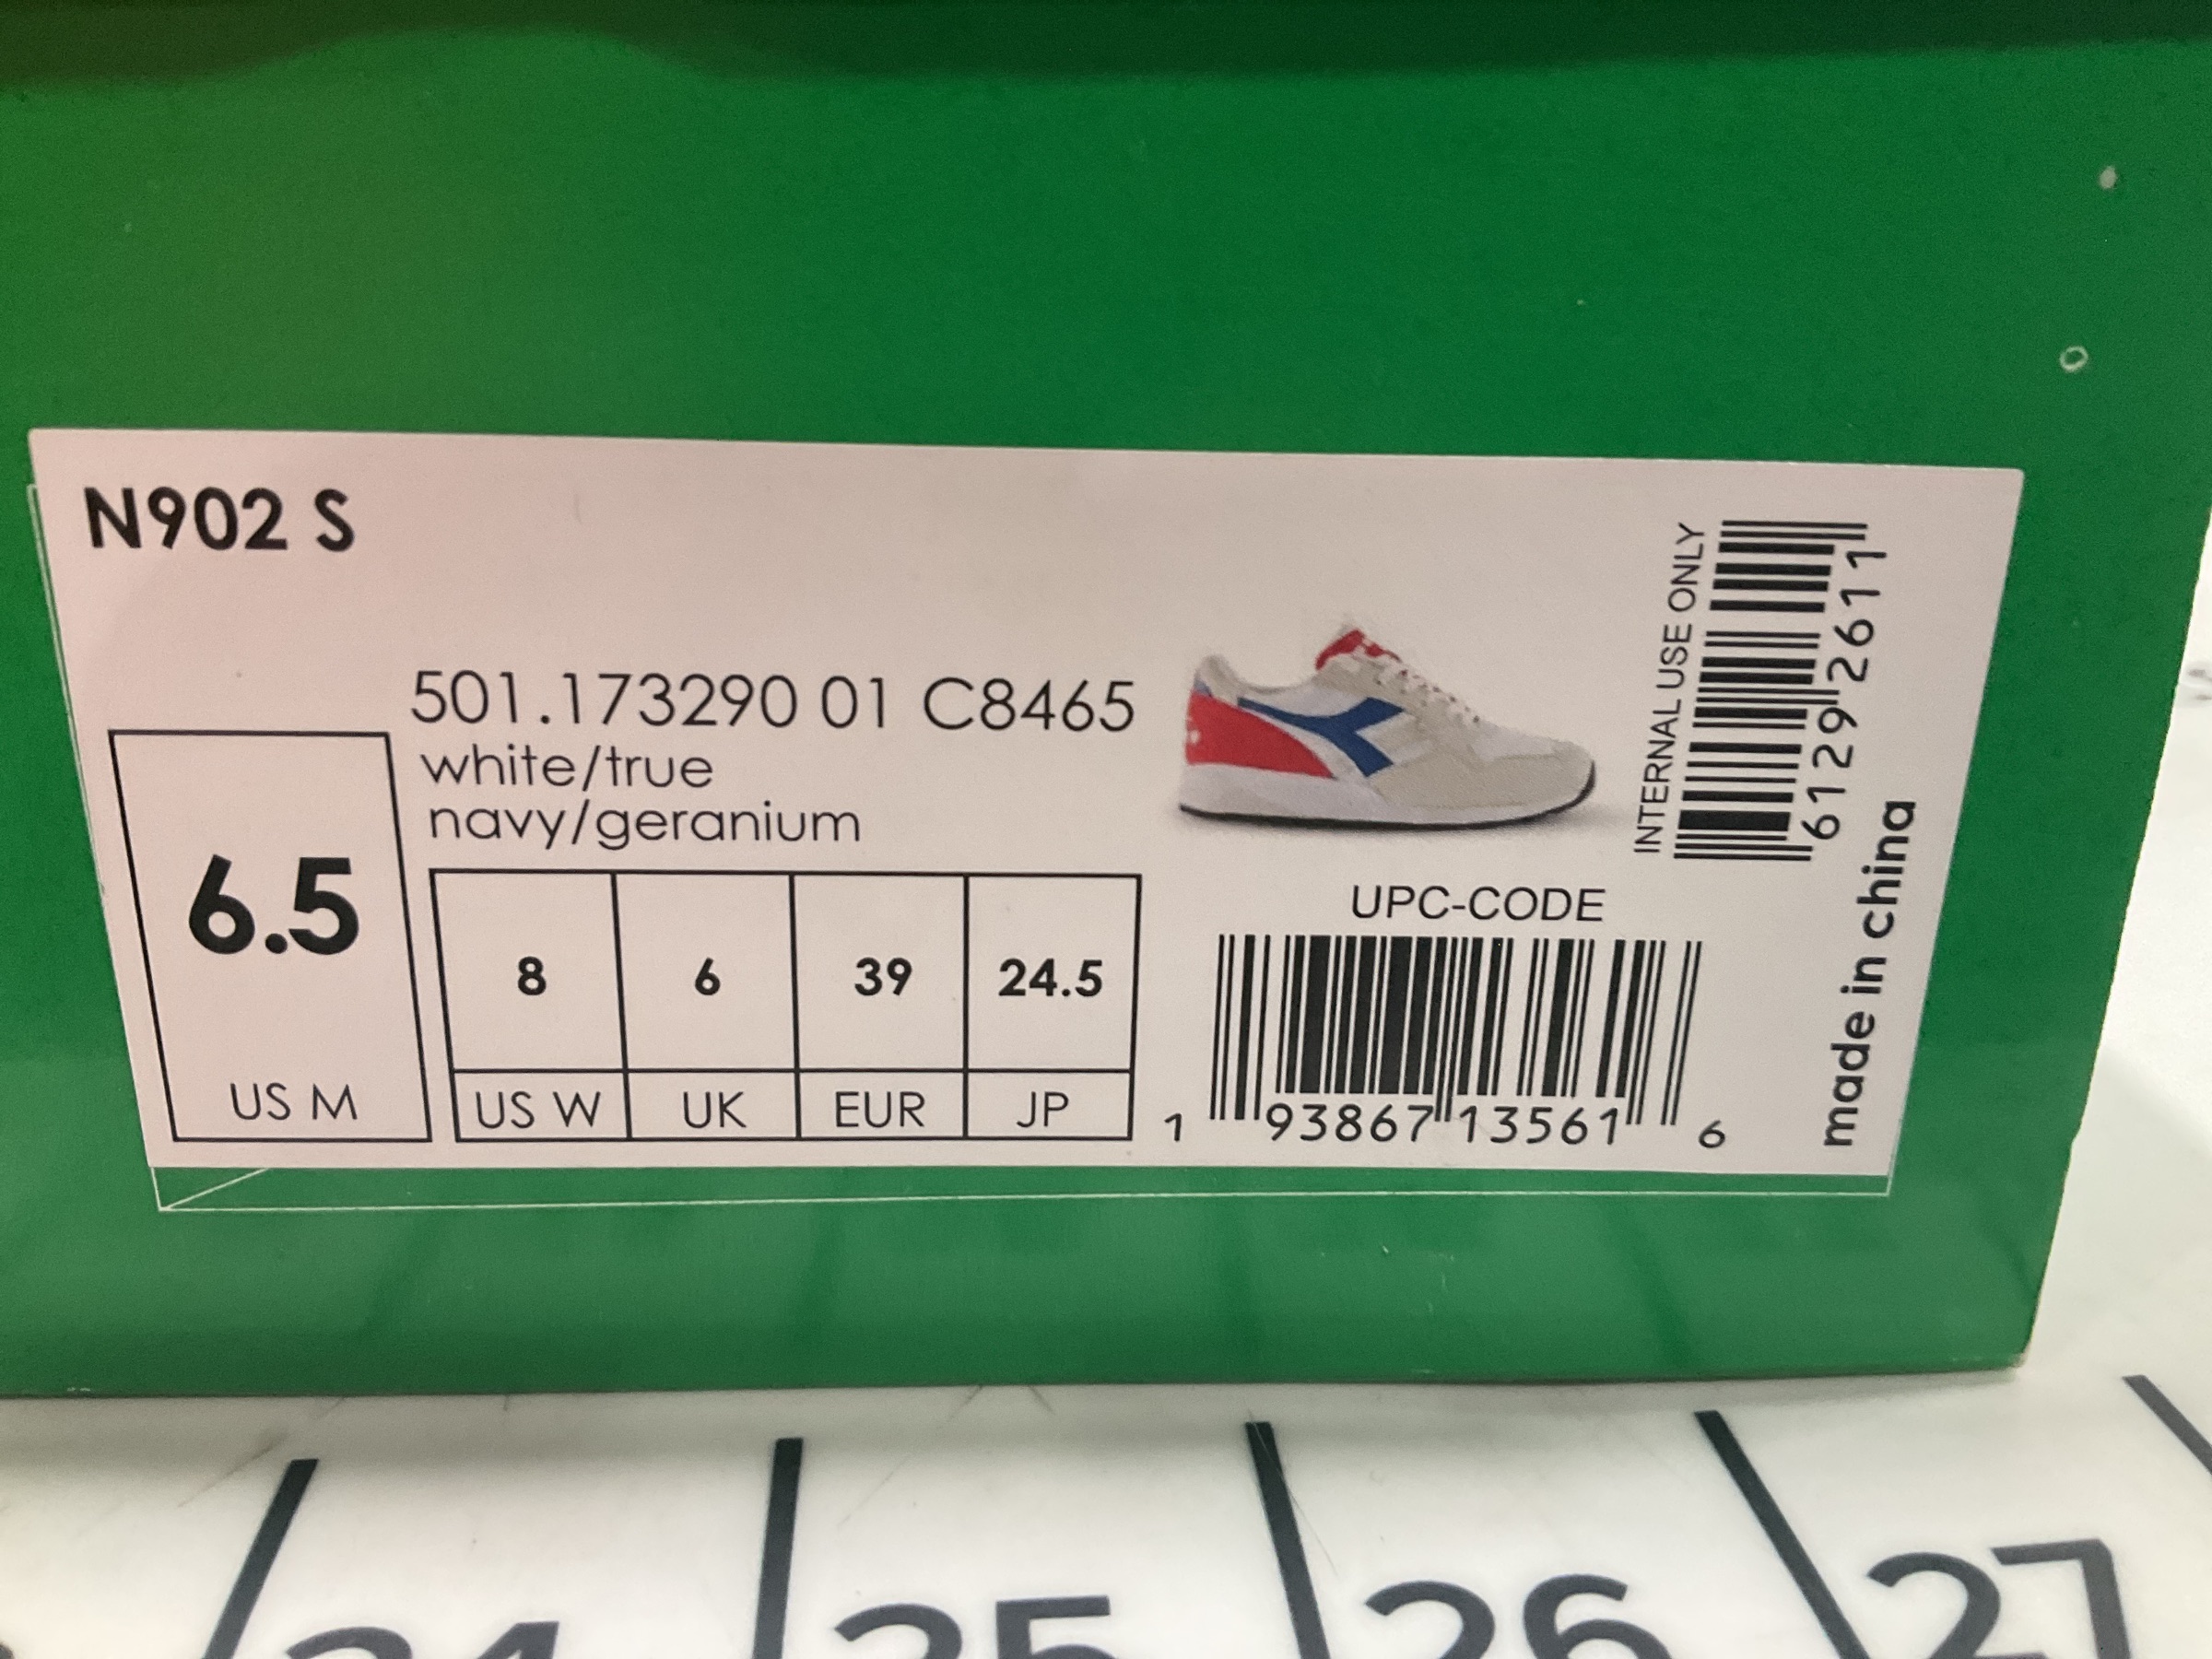 N902 S
501.173290 01 C8465
white/true
navy/geranium
6.5
US M
8 6 39 24.5
US W UK EUR JP
INTERNAL USE ONLY
6129 2611
UPC-CODE
1 93867 13561 6
made in china
24 25 26 27